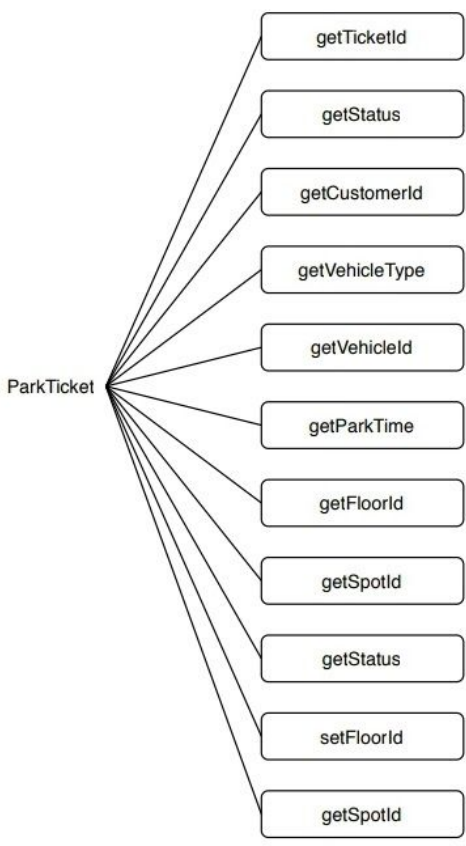 getTicketId
getStatus
getCustomerId
getVehicleType
getVehicleId
ParkTicket
getParkTime
getFloorId
getSpotId
getStatus
setFloorId
getSpotId